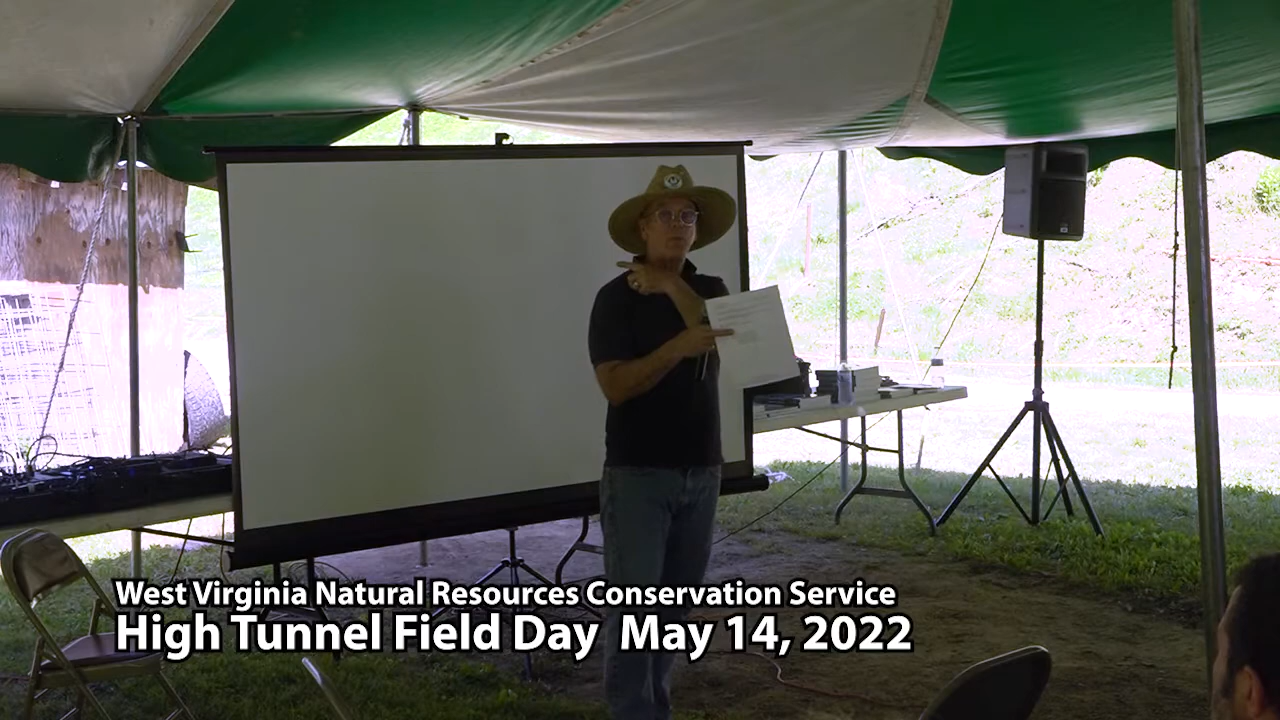 West Virginia Natural Resources Conservation Service
High Tunnel Field Day  May 14, 2022